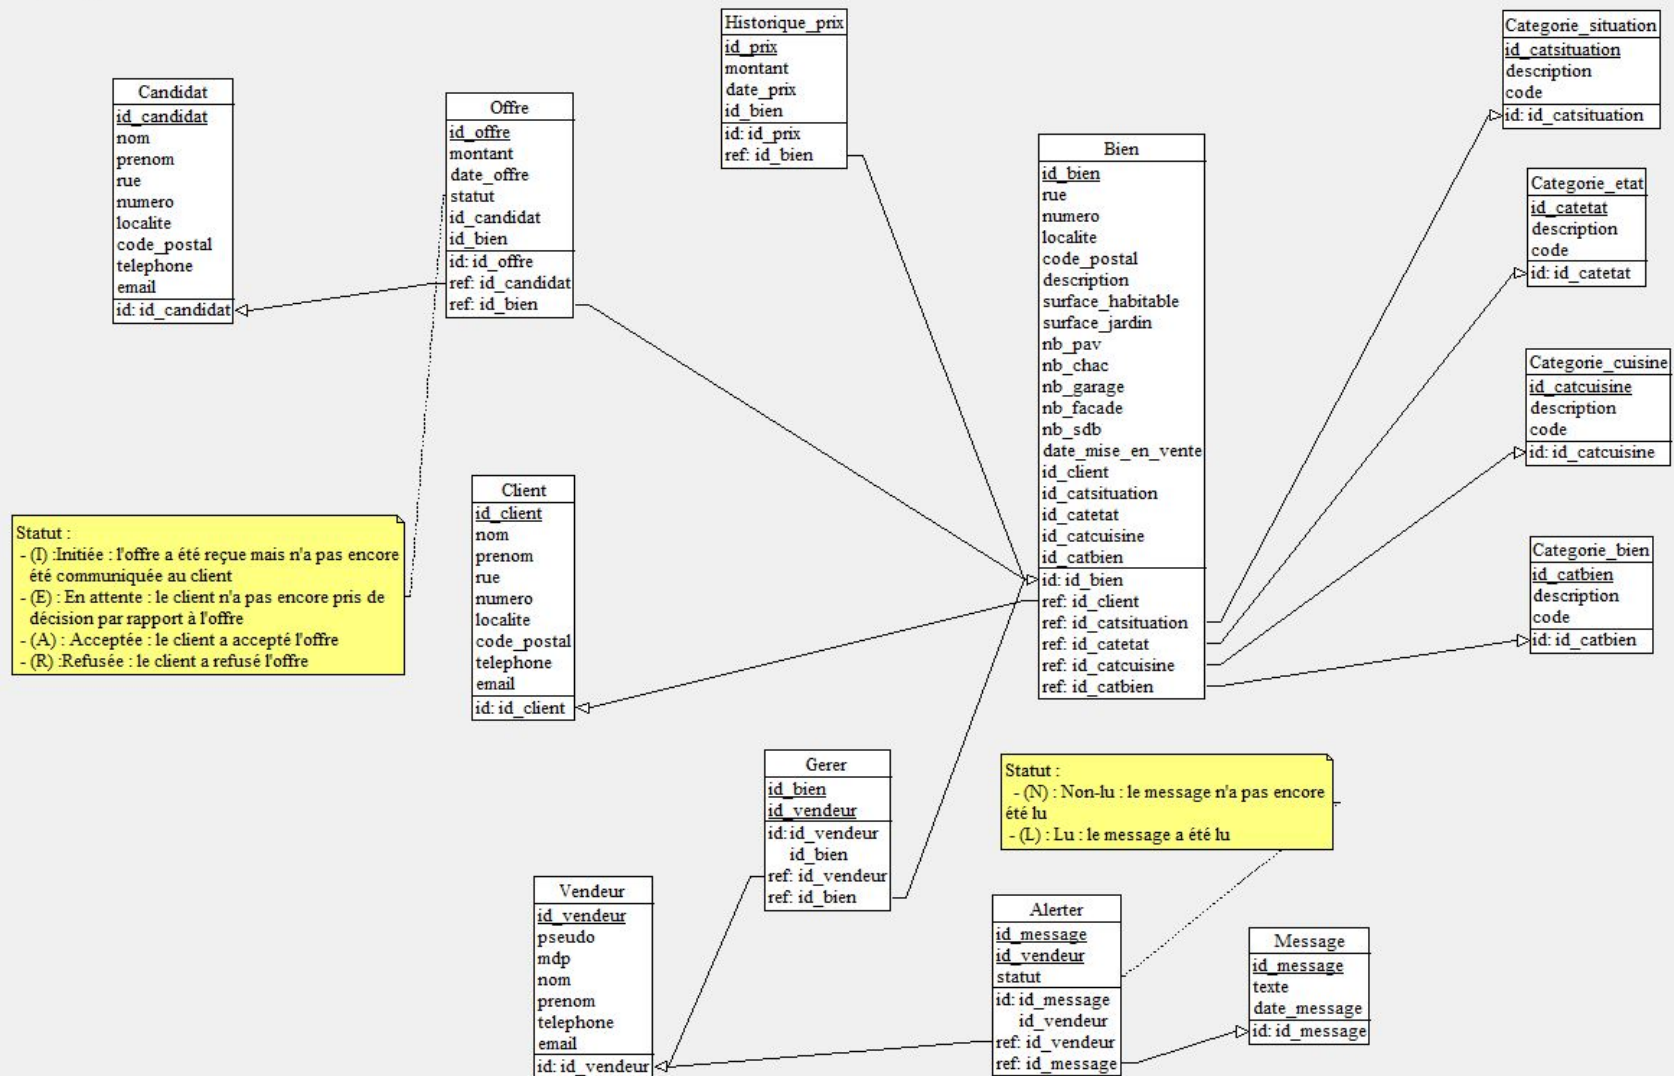 Candidat
id_candidat
nom
prenom
rue
numero
localite
code_postal
telephone
email
id: id_candidat
Offre
id_offre
montant
date_offre
statut
id_candidat
id_bien
id: id_offre
ref: id_candidat
ref: id_bien
Historique_prix
id_prix
montant
date_prix
id_bien
id: id_prix
ref: id_bien
Bien
id_bien
rue
numero
localite
code_postal
description
surface_habitable
surface_jardin
nb_pav
nb_chac
nb_garage
nb_facade
nb_sdb
date_mise_en_vente
id_client
id_catsituation
id_catetat
id_catcuisine
id_catbien
id: id_bien
ref: id_client
ref: id_catsituation
ref: id_catetat
ref: id_catcuisine
ref: id_catbien
Categorie_situation
id_catsituation
description
code
id: id_catsituation
Categorie_etat
id_catetat
description
code
id: id_catetat
Categorie_cuisine
id_catcuisine
description
code
id: id_catcuisine
Categorie_bien
id_catbien
description
code
id: id_catbien
Statut :
- (I) :Initiée : l'offre a été reçue mais n'a pas encore
été communiquée au client
- (E) : En attente : le client n'a pas encore pris de
décision par rapport à l'offre
- (A) : Acceptée : le client a accepté l'offre
- (R) :Refusée : le client a refusé l'offre
Client
id_client
nom
prenom
rue
numero
localite
code_postal
telephone
email
id: id_client
Gerer
id_bien
id_vendeur
id: id_vendeur
id_bien
ref: id_vendeur
ref: id_bien
Statut :
- (N) : Non-lu : le message n'a pas encore
été lu
- (L) : Lu : le message a été lu
Vendeur
id_vendeur
pseudo
mdp
nom
prenom
telephone
email
id: id_vendeur
Alerter
id_message
id_vendeur
statut
id: id_message
id_vendeur
ref: id_vendeur
ref: id_message
Message
id_message
texte
date_message
id: id_message